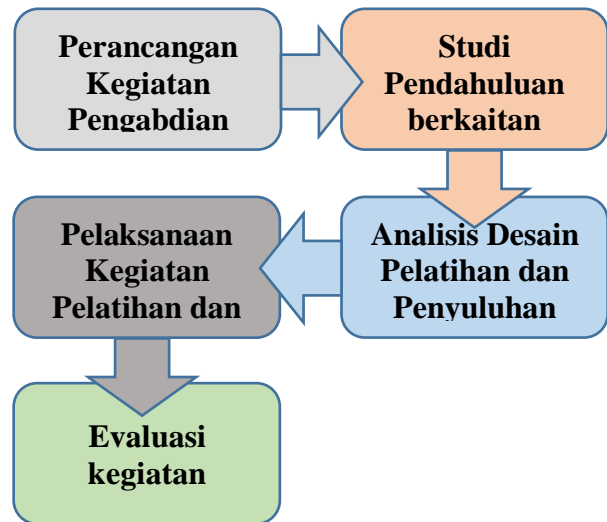 Perancangan
Kegiatan
Pengabdian
Studi
Pendahuluan
berkaitan
Analisis Desain
Pelatihan dan
Penyuluhan
Pelaksanaan
Kegiatan
Pelatihan dan
Evaluasi
kegiatan